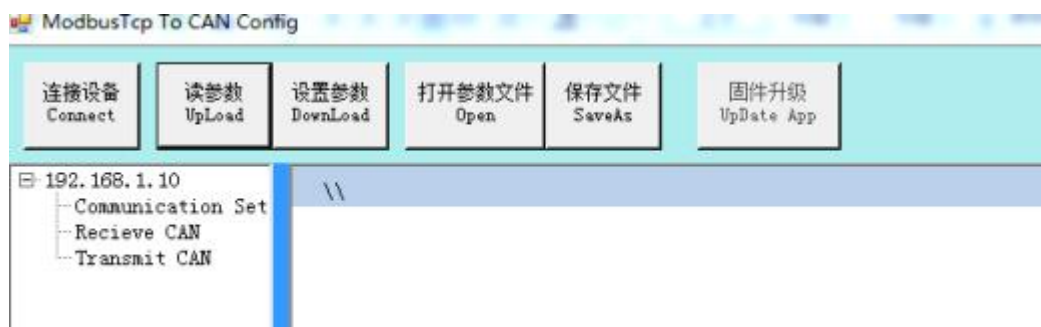 ModbusTcp To CAN Config
连接设备
Connect
读参数
UpLoad
设置参数
DownLoad
打开参数文件
Open
保存文件
SaveAs
固件升级
UpDate App
192.168.1.10
Communication Set
Recieve CAN
Transmit CAN
\\